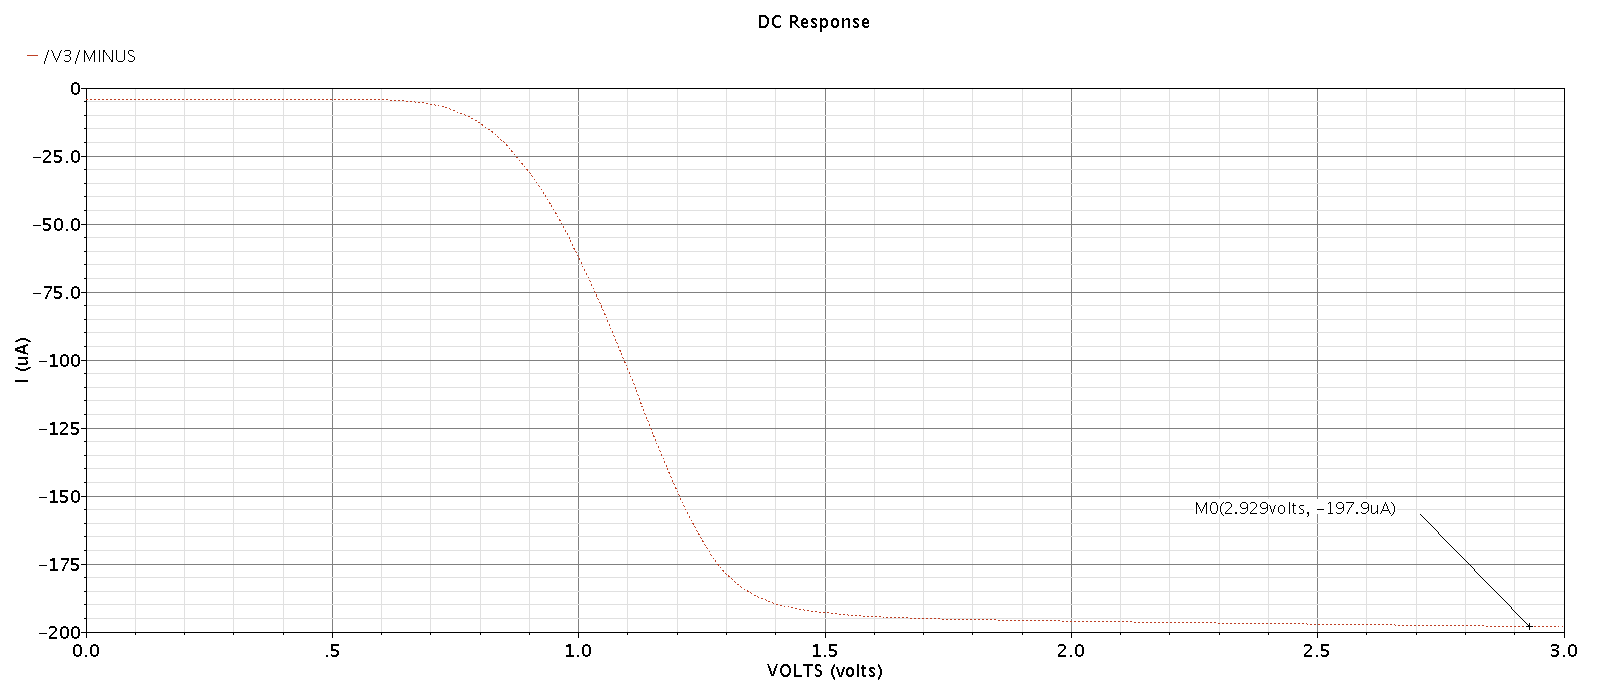 DC Response
— /V3/MINUS
0
−25.0
−50.0
−75.0
−100
−125
−150
−175
−200
I (uA)
M0(2.929volts, −197.9uA)
0.0 .5 1.0 1.5 2.0 2.5 3.0
VOLTS (volts)